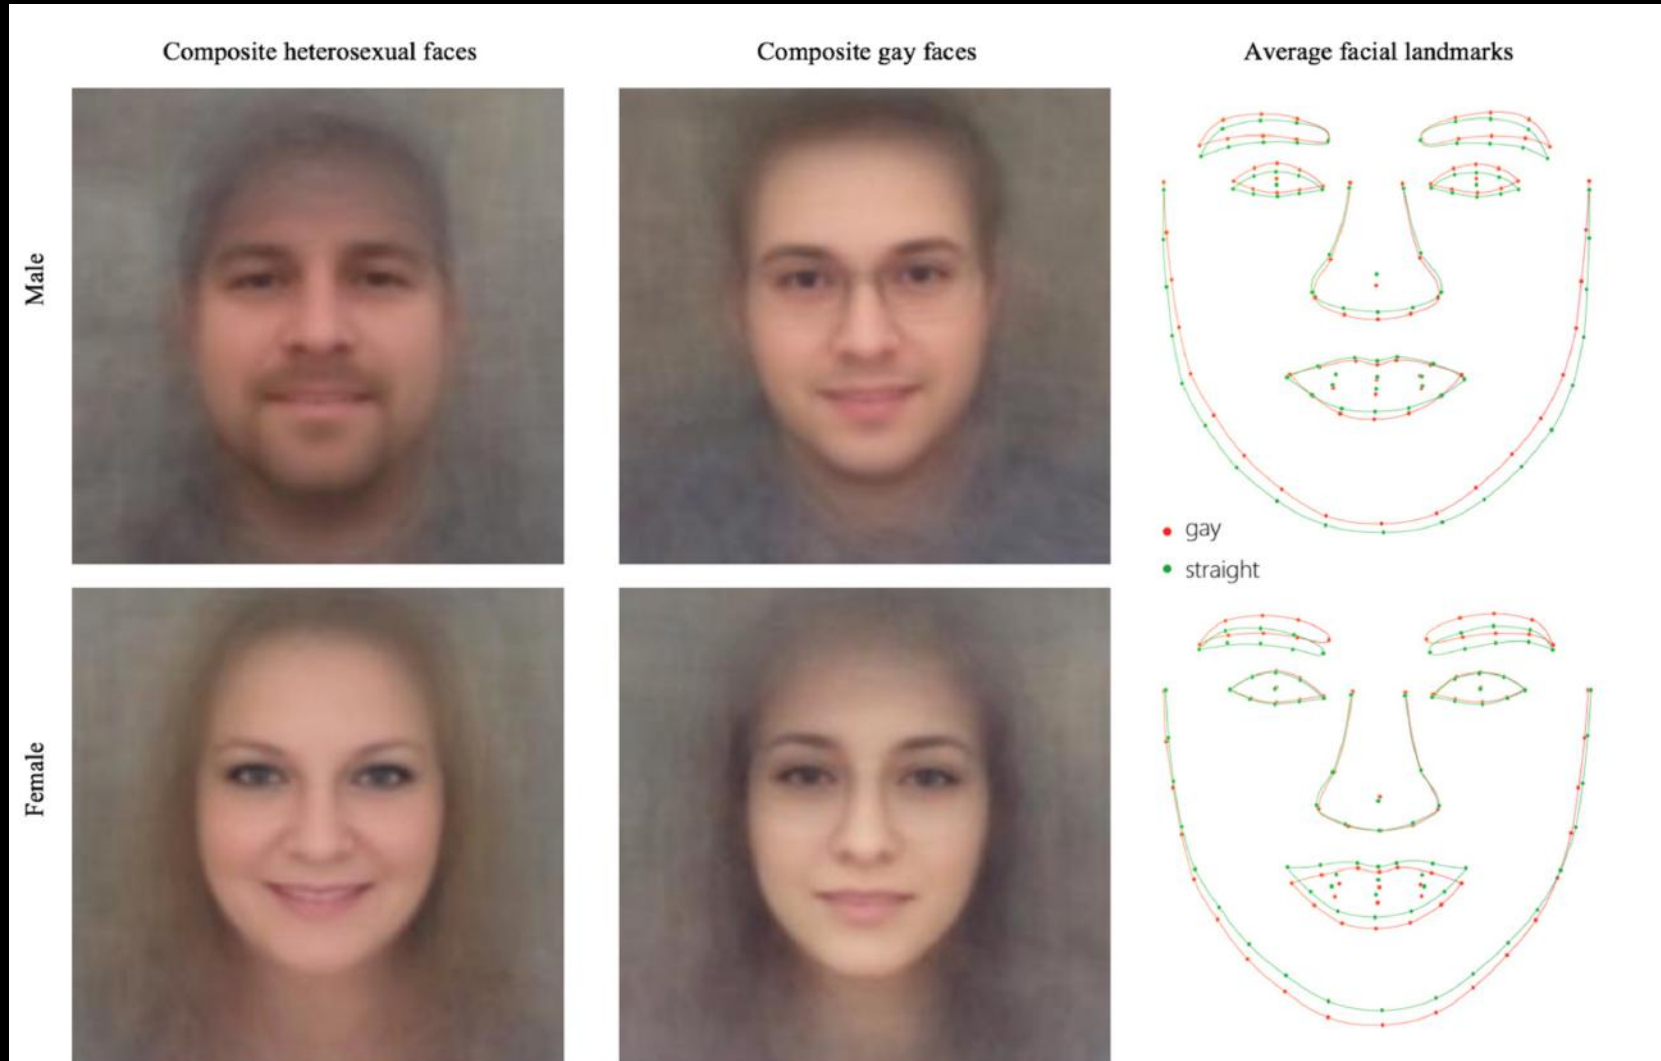 Composite heterosexual faces
Composite gay faces
Average facial landmarks
Male
gay
straight
Female